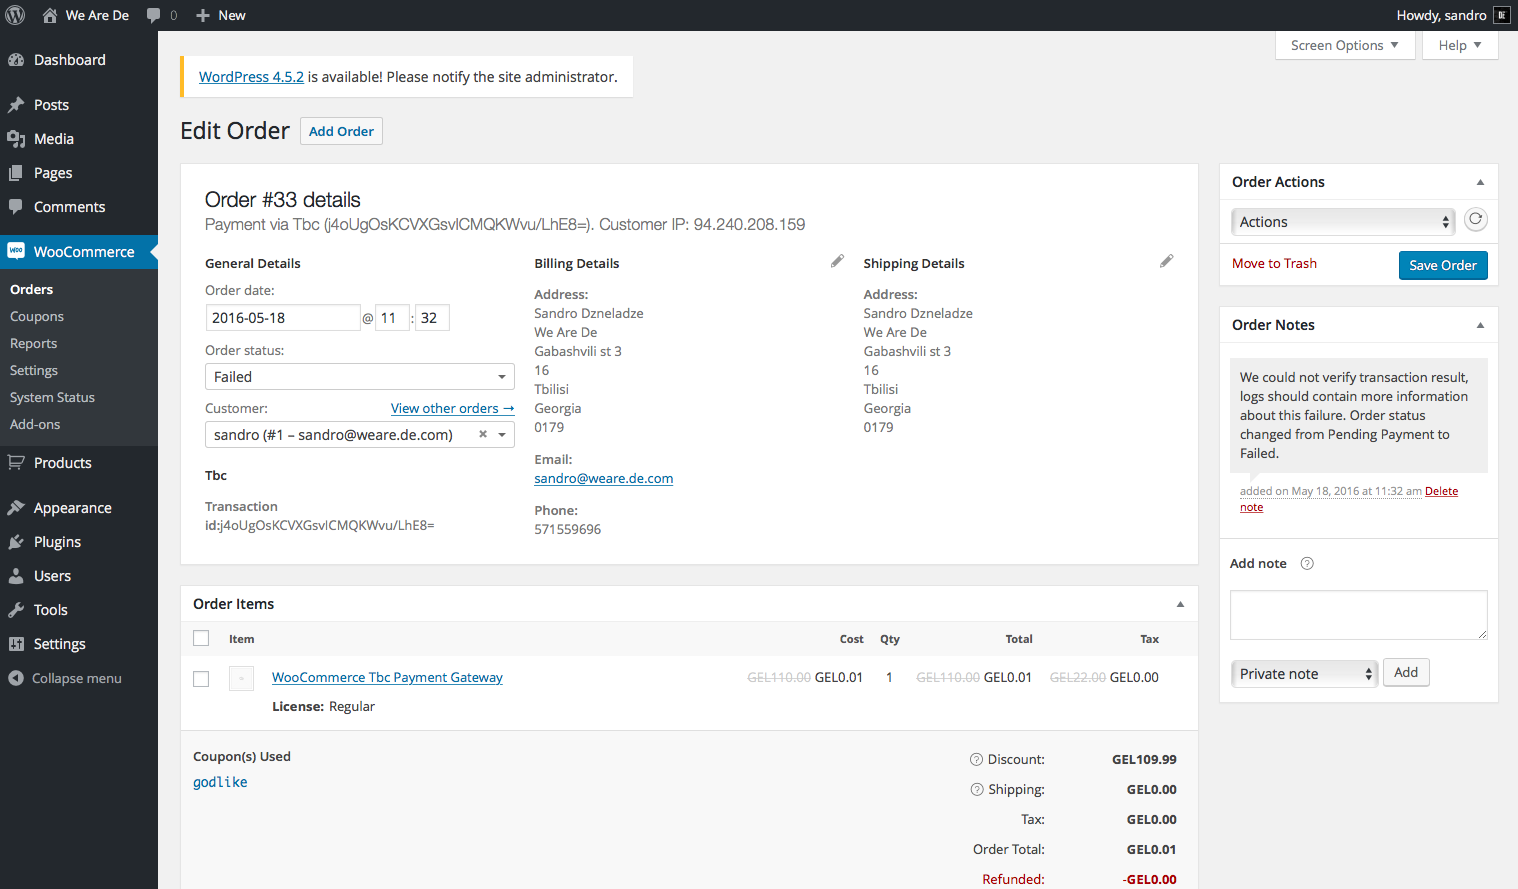 We Are De
0
New
Howdy, sandro
Dashboard
Posts
Media
Pages
Comments
WooCommerce
Orders
Coupons
Reports
Settings
System Status
Add-ons
Products
Appearance
Plugins
Users
Tools
Settings
Collapse menu
Screen Options
Help
WordPress 4.5.2 is available! Please notify the site administrator.
Edit Order
Add Order
Order #33 details
Payment via Tbc (j4oUgOsKCVXGsvICMQKWvu/LhE8=). Customer IP: 94.240.208.159
General Details
Order date:
2016-05-18 @ 11 : 32
Order status:
Failed
Customer: View other orders →
sandro (#1 – sandro@weare.de.com) ×
Tbc
Transaction
id:j4oUgOsKCVXGsvICMQKWvu/LhE8=
Billing Details
Address:
Sandro Dzneladze
We Are De
Gabashvili st 3
16
Tbilisi
Georgia
0179
Email:
sandro@weare.de.com
Phone:
571559696
Shipping Details
Address:
Sandro Dzneladze
We Are De
Gabashvili st 3
16
Tbilisi
Georgia
0179
Order Items
Item Cost Qty Total Tax
WooCommerce Tbc Payment Gateway GEL110.00 GEL0.01 1 GEL110.00 GEL0.01 GEL22.00 GEL0.00
License: Regular
Coupon(s) Used
godlike
Discount: GEL109.99
Shipping: GEL0.00
Tax: GEL0.00
Order Total: GEL0.01
Refunded: -GEL0.00
Order Actions
Actions
Move to Trash
Save Order
Order Notes
We could not verify transaction result,
logs should contain more information
about this failure. Order status
changed from Pending Payment to
Failed.
added on May 18, 2016 at 11:32 am Delete
note
Add note
Private note
Add